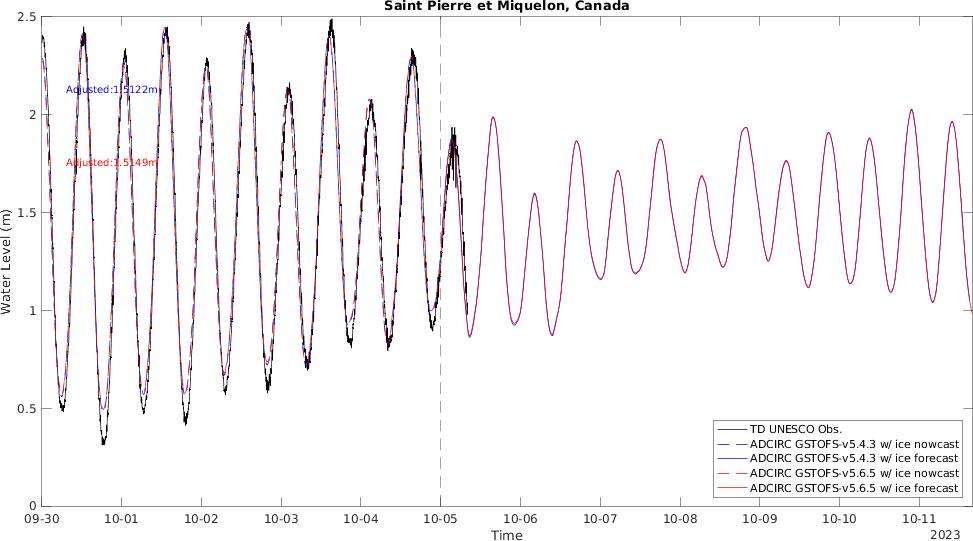 Saint Pierre et Miquelon, Canada
2.5
2
1.5
1
0.5
0
Water Level (m)
Adjusted:1.5122m
Adjusted:1.5149m
TD UNESCO Obs.
ADCIRC GSTOFS-v5.4.3 w/ ice nowcast
ADCIRC GSTOFS-v5.4.3 w/ ice forecast
ADCIRC GSTOFS-v5.6.5 w/ ice nowcast
ADCIRC GSTOFS-v5.6.5 w/ ice forecast
09-30 10-01 10-02 10-03 10-04 10-05 10-06 10-07 10-08 10-09 10-10 10-11
Time
2023